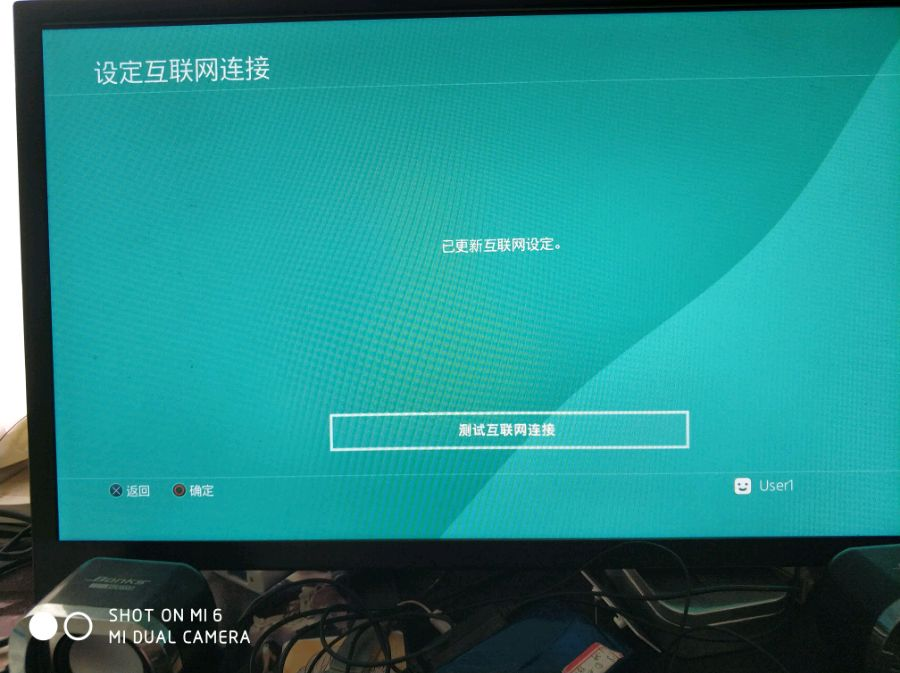 设定互联网连接
已更新互联网设定。
测试互联网连接
返回
确定
User1
SHOT ON MI 6
MI DUAL CAMERA